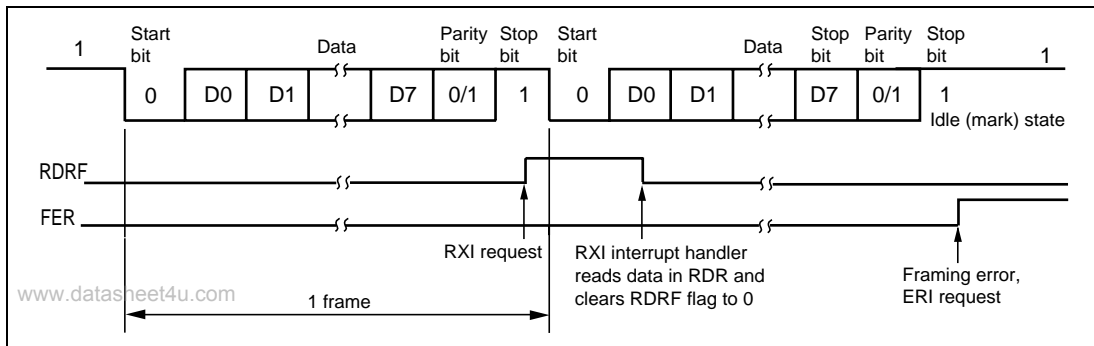 1
Start bit
Data
Parity bit
Stop bit
Start bit
Data
Stop bit
Parity bit
Stop bit
1
0
D0
D1
D7
0/1
1
0
D0
D1
D7
0/1
1
Idle (mark) state
RDRF
FER
RXI request
RXI interrupt handler
reads data in RDR and
clears RDRF flag to 0
Framing error,
ERI request
www.datasheet4u.com
1 frame